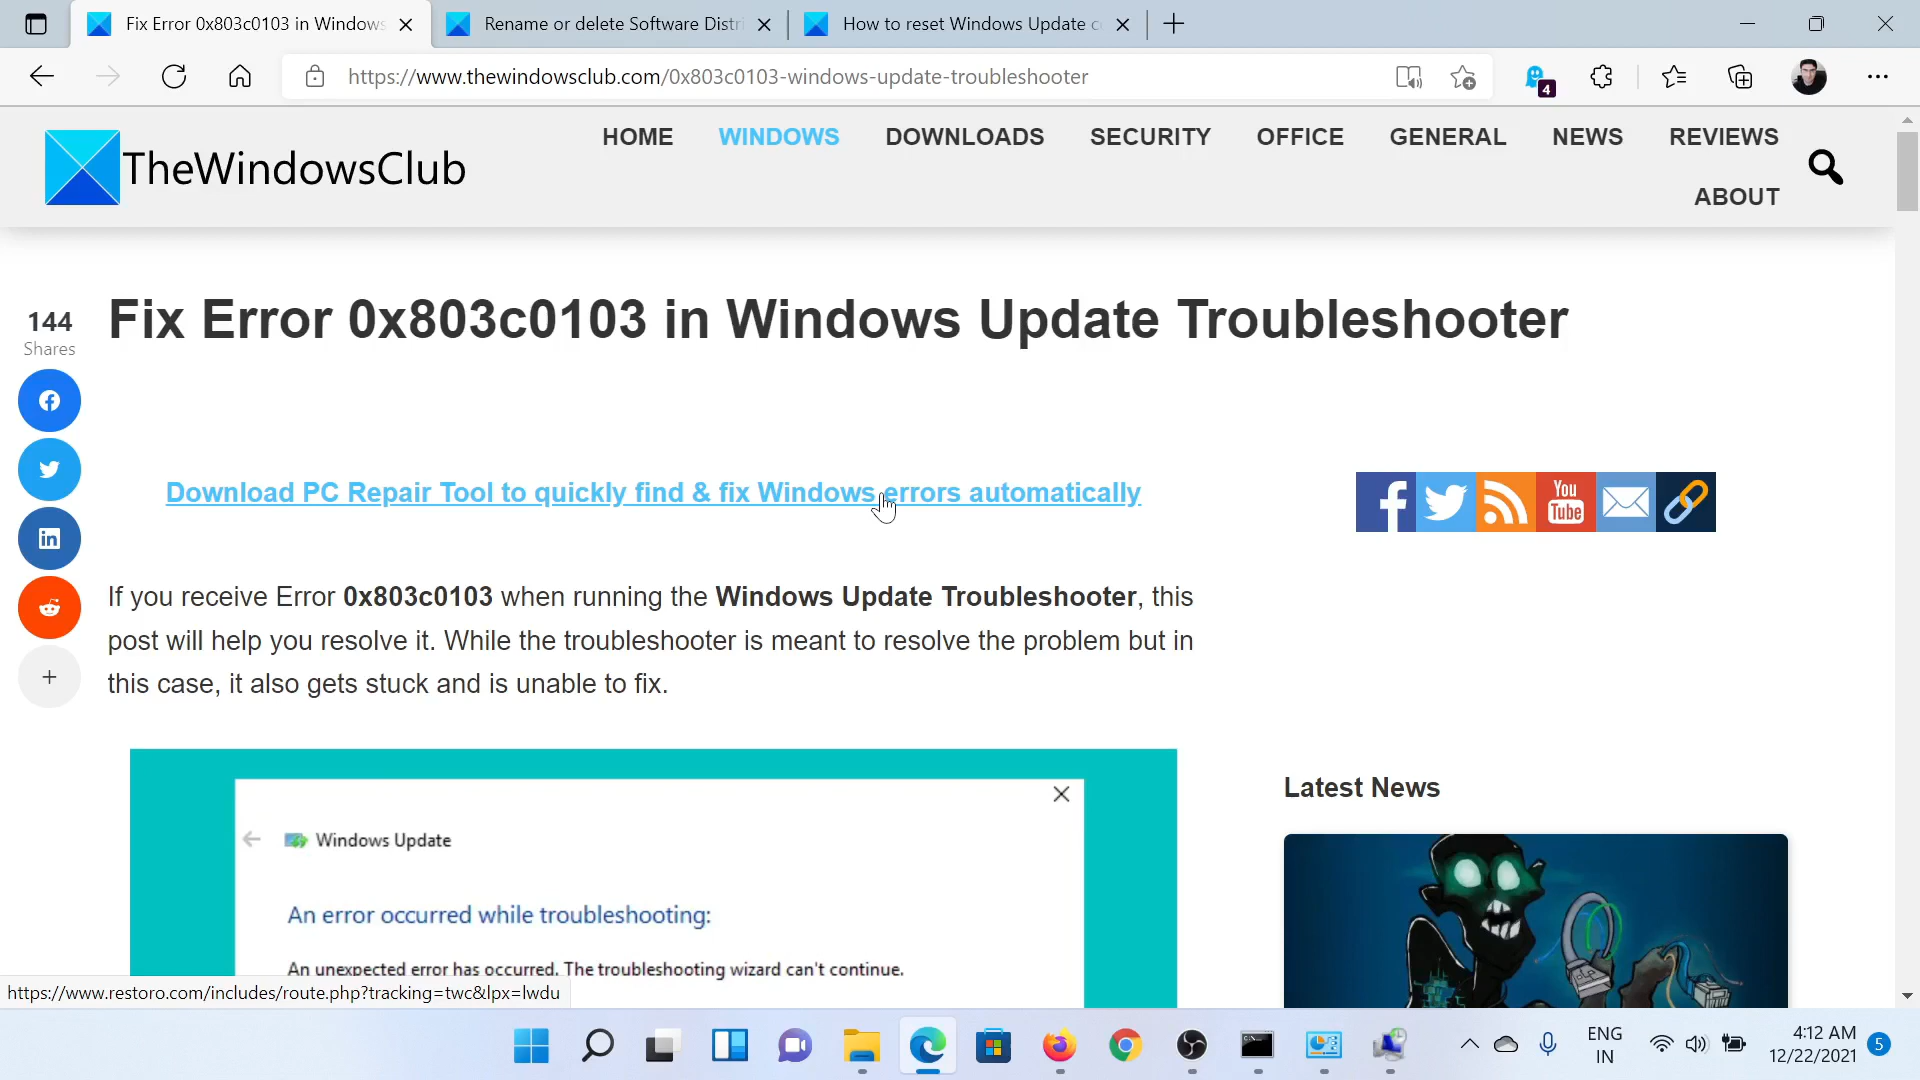 Fix Error 0x803c0103 in Windows
Rename or delete Software Distri
How to reset Windows Update c
https://www.thewindowsclub.com/0x803c0103-windows-update-troubleshooter
4
TheWindowsClub
HOME WINDOWS DOWNLOADS SECURITY OFFICE GENERAL NEWS REVIEWS
ABOUT
144
Shares
Fix Error 0x803c0103 in Windows Update Troubleshooter
Download PC Repair Tool to quickly find & fix Windows errors automatically
You
Tube
If you receive Error 0x803c0103 when running the Windows Update Troubleshooter, this
post will help you resolve it. While the troubleshooter is meant to resolve the problem but in
this case, it also gets stuck and is unable to fix.
Windows Update
An error occurred while troubleshooting:
An unexpected error has occurred. The troubleshooting wizard can't continue.
Latest News
https://www.restoro.com/includes/route.php?tracking=twc&lpx=lwdu
ENG
IN
4:12 AM
12/22/2021
5